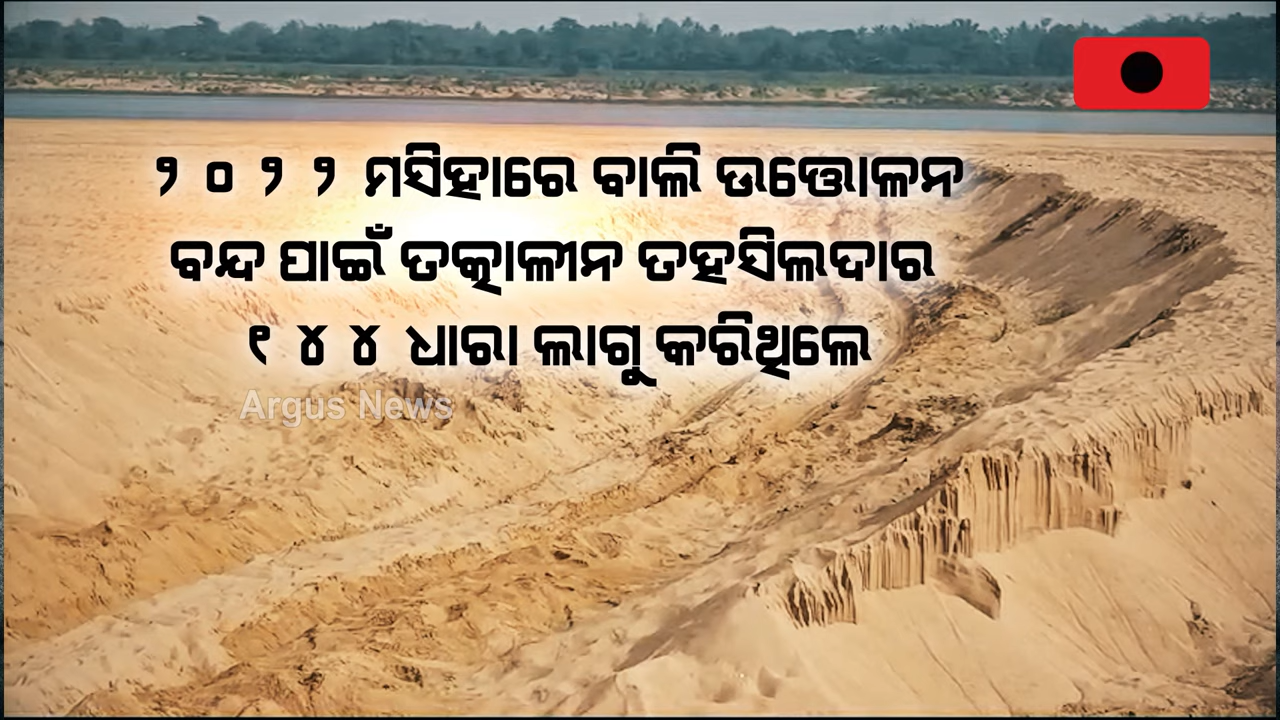 ୨ ୦ ୨ ୨ ମସିହାରେ ବାଲି ଉତ୍ତୋଳନ
ବନ୍ଦ ପାଇଁ ତତ୍କାଳୀନ ତହସିଲଦାର
୧ ୪ ୪ ଧାରା ଲାଗୁ କରିଥିଲେ
Argus News